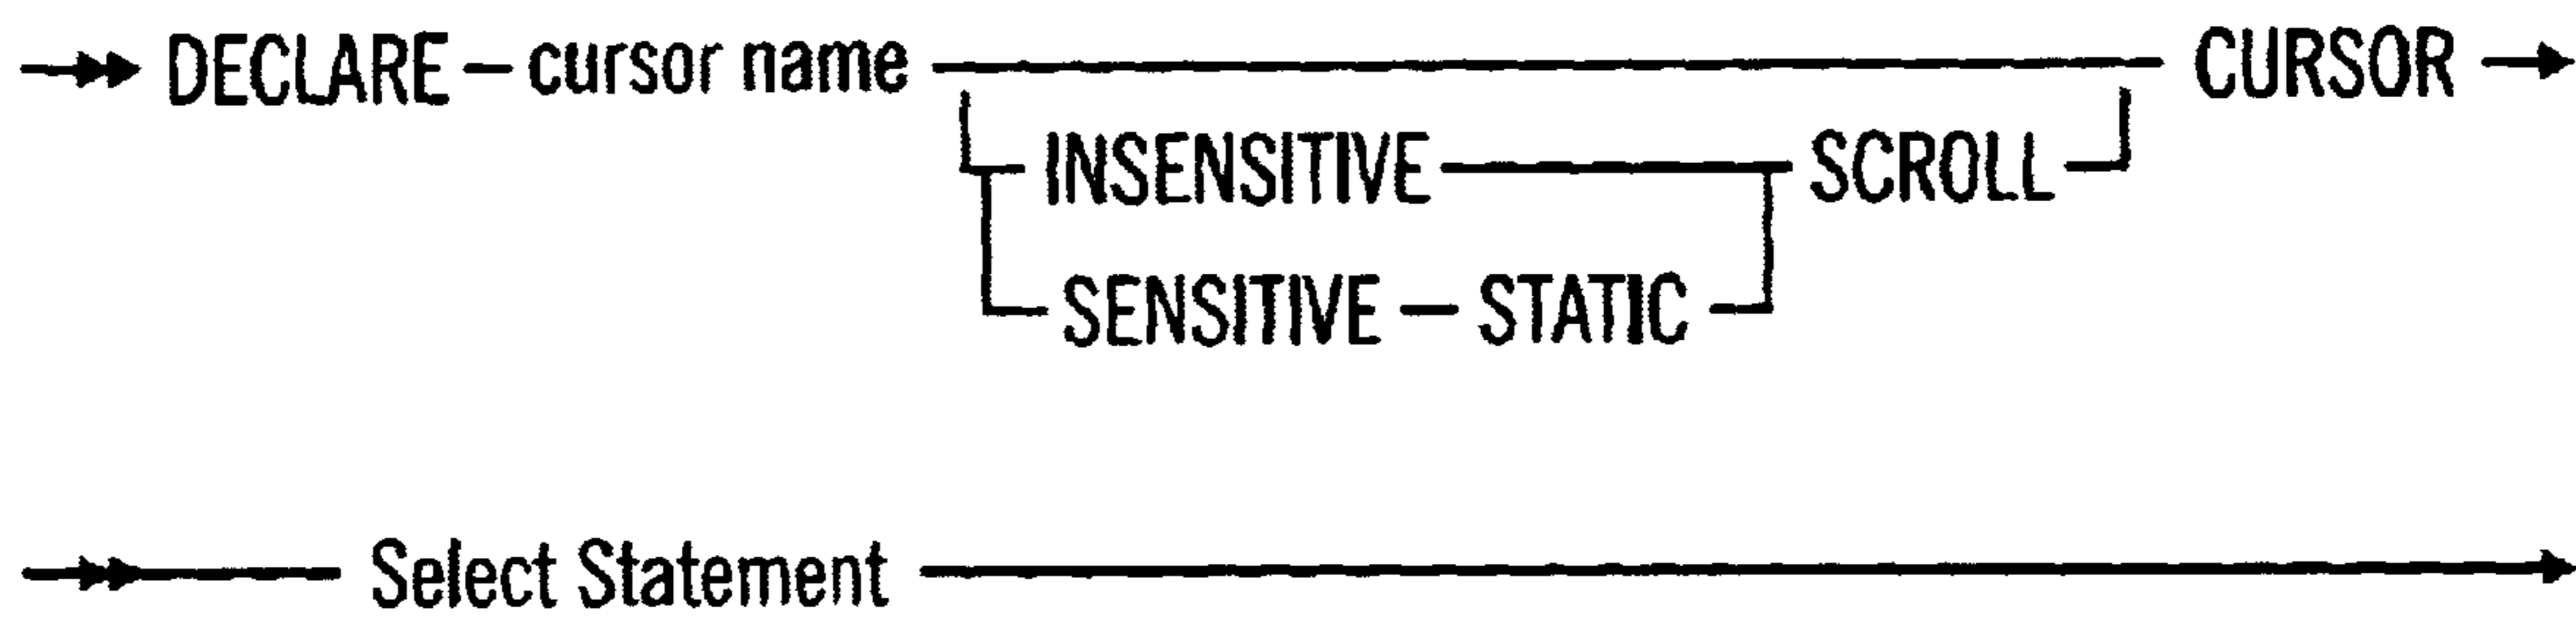 DECLARE cursor name CURSOR
INSENSITIVE SCROLL
SENSITIVE STATIC
Select Statement